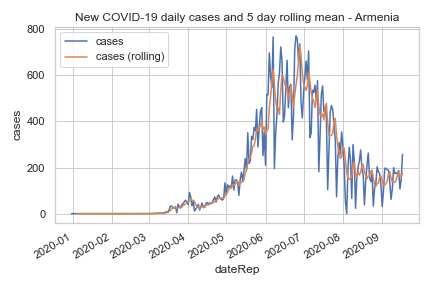 New COVID-19 daily cases and 5 day rolling mean - Armenia
cases
cases (rolling)
800
600
400
200
0
cases
2020-01
2020-02
2020-03
2020-04
2020-05
2020-06
2020-07
2020-08
2020-09
dateRep